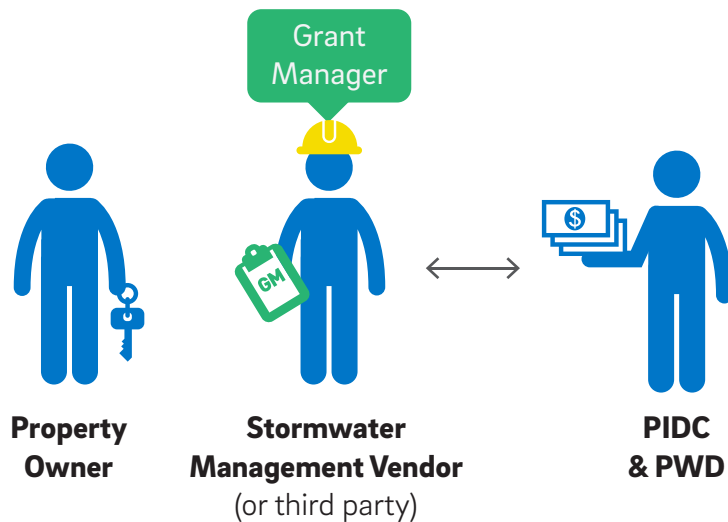 Grant
Manager
GM
$
Property
Owner
Stormwater
Management Vendor
(or third party)
PIDC
& PWD